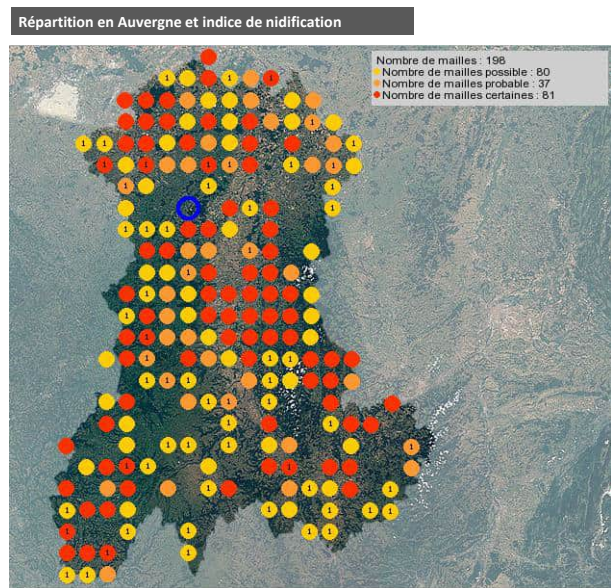 Répartition en Auvergne et indice de nidification
Nombre de mailles : 198
Nombre de mailles possible : 80
Nombre de mailles probable : 37
Nombre de mailles certaines : 81